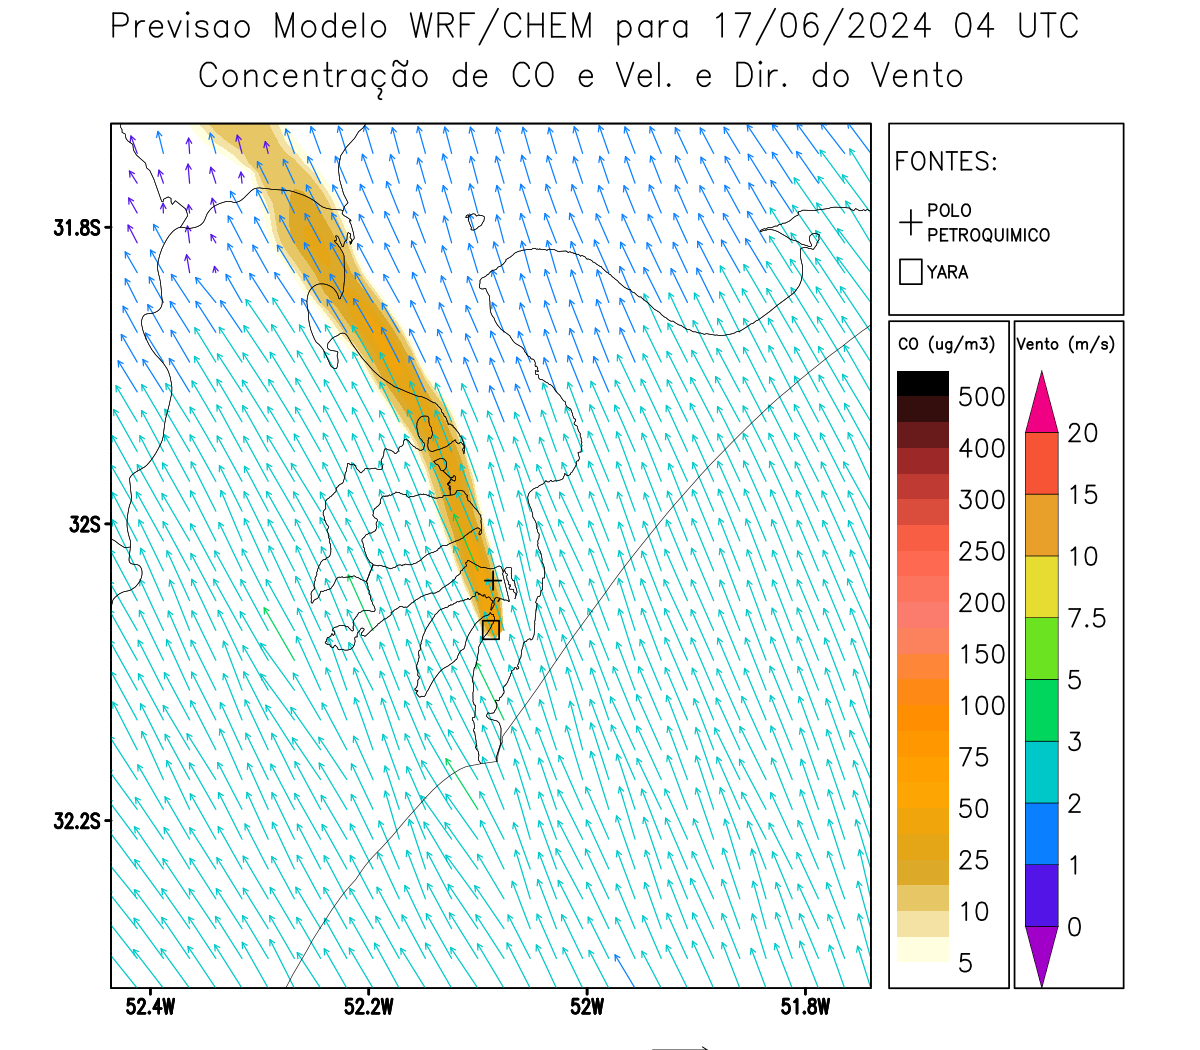 Previsao Modelo WRF/CHEM para 17/06/2024 04 UTC
Concentração de CO e Vel. e Dir. do Vento
FONTES:
POLO
PETROQUIMICO
YARA
CO (ug/m3)
500
400
300
250
200
150
100
75
50
25
10
5
Vento (m/s)
20
15
10
7.5
5
3
2
1
0
31.8S
32S
32.2S
52.4W
52.2W
52W
51.8W